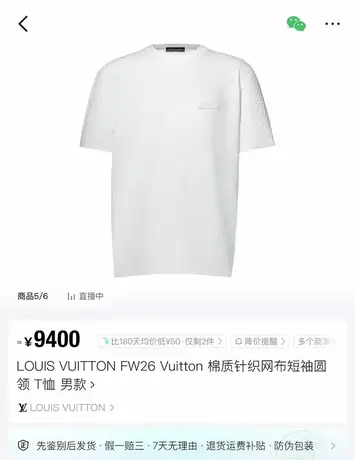 商品5/6
直播中
≈ ¥9400
比180天均价低¥50·仅剩2件
降价提醒
LOUIS VUITTON FW26 Vuitton 棉质针织网布短袖圆
领 T恤 男款
LOUIS VUITTON
先鉴别后发货 · 假一赔三 · 7天无理由 · 退货运费补贴 · 防伪包装